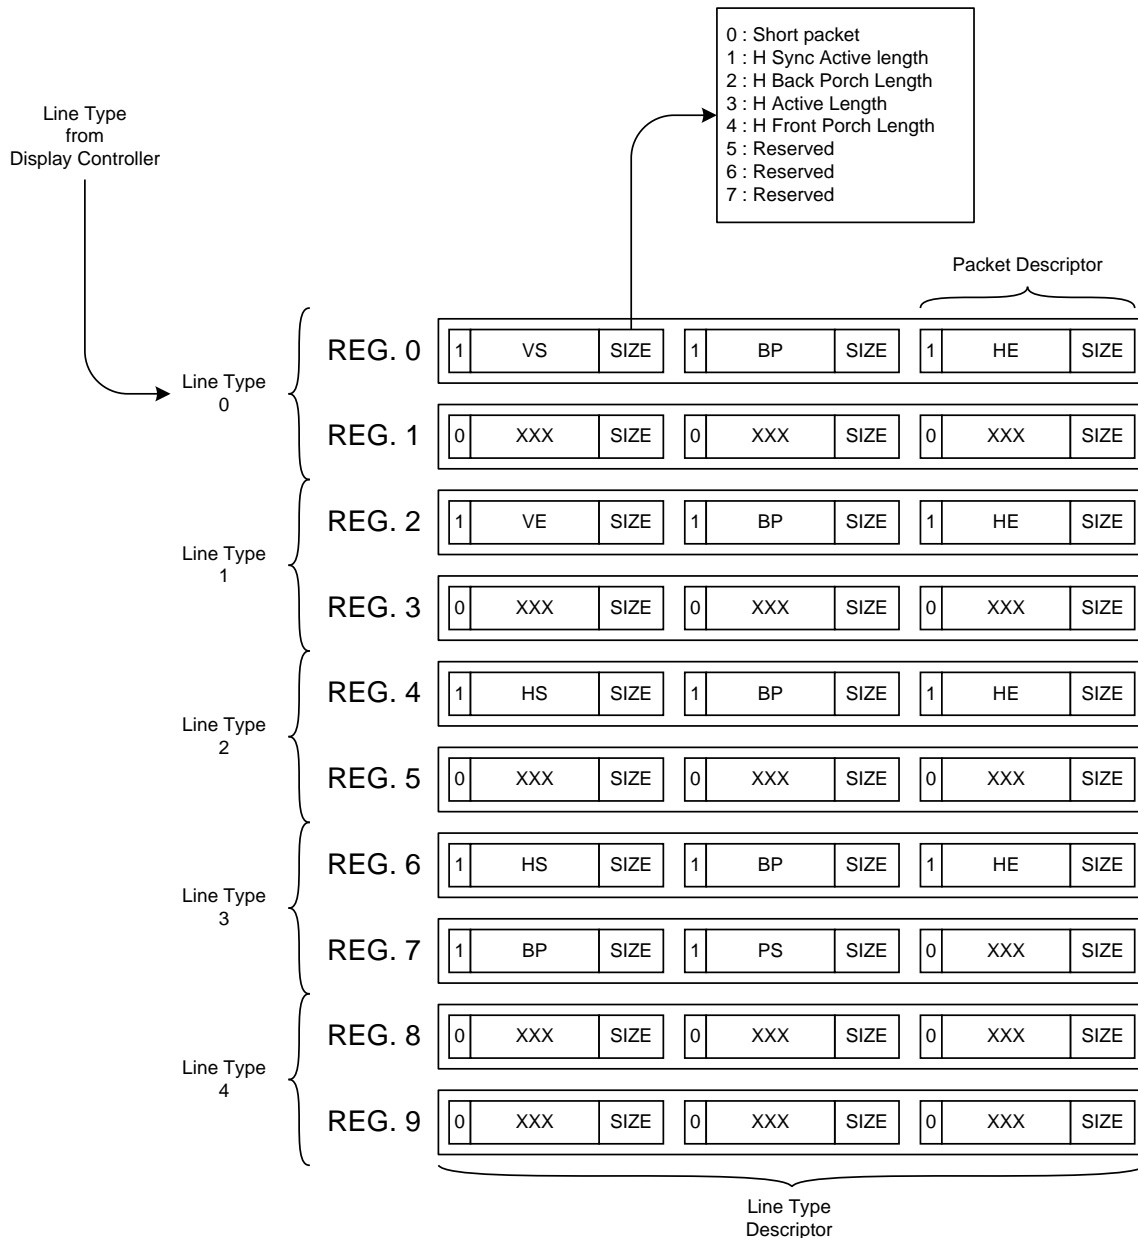 0 : Short packet
1 : H Sync Active length
2 : H Back Porch Length
3 : H Active Length
4 : H Front Porch Length
5 : Reserved
6 : Reserved
7 : Reserved
Line Type
from
Display Controller
Packet Descriptor
Line Type
0
REG. 0 1 VS SIZE 1 BP SIZE 1 HE SIZE
REG. 1 0 XXX SIZE 0 XXX SIZE 0 XXX SIZE
Line Type
1
REG. 2 1 VE SIZE 1 BP SIZE 1 HE SIZE
REG. 3 0 XXX SIZE 0 XXX SIZE 0 XXX SIZE
Line Type
2
REG. 4 1 HS SIZE 1 BP SIZE 1 HE SIZE
REG. 5 0 XXX SIZE 0 XXX SIZE 0 XXX SIZE
Line Type
3
REG. 6 1 HS SIZE 1 BP SIZE 1 HE SIZE
REG. 7 1 BP SIZE 1 PS SIZE 0 XXX SIZE
Line Type
4
REG. 8 0 XXX SIZE 0 XXX SIZE 0 XXX SIZE
REG. 9 0 XXX SIZE 0 XXX SIZE 0 XXX SIZE
Line Type
Descriptor